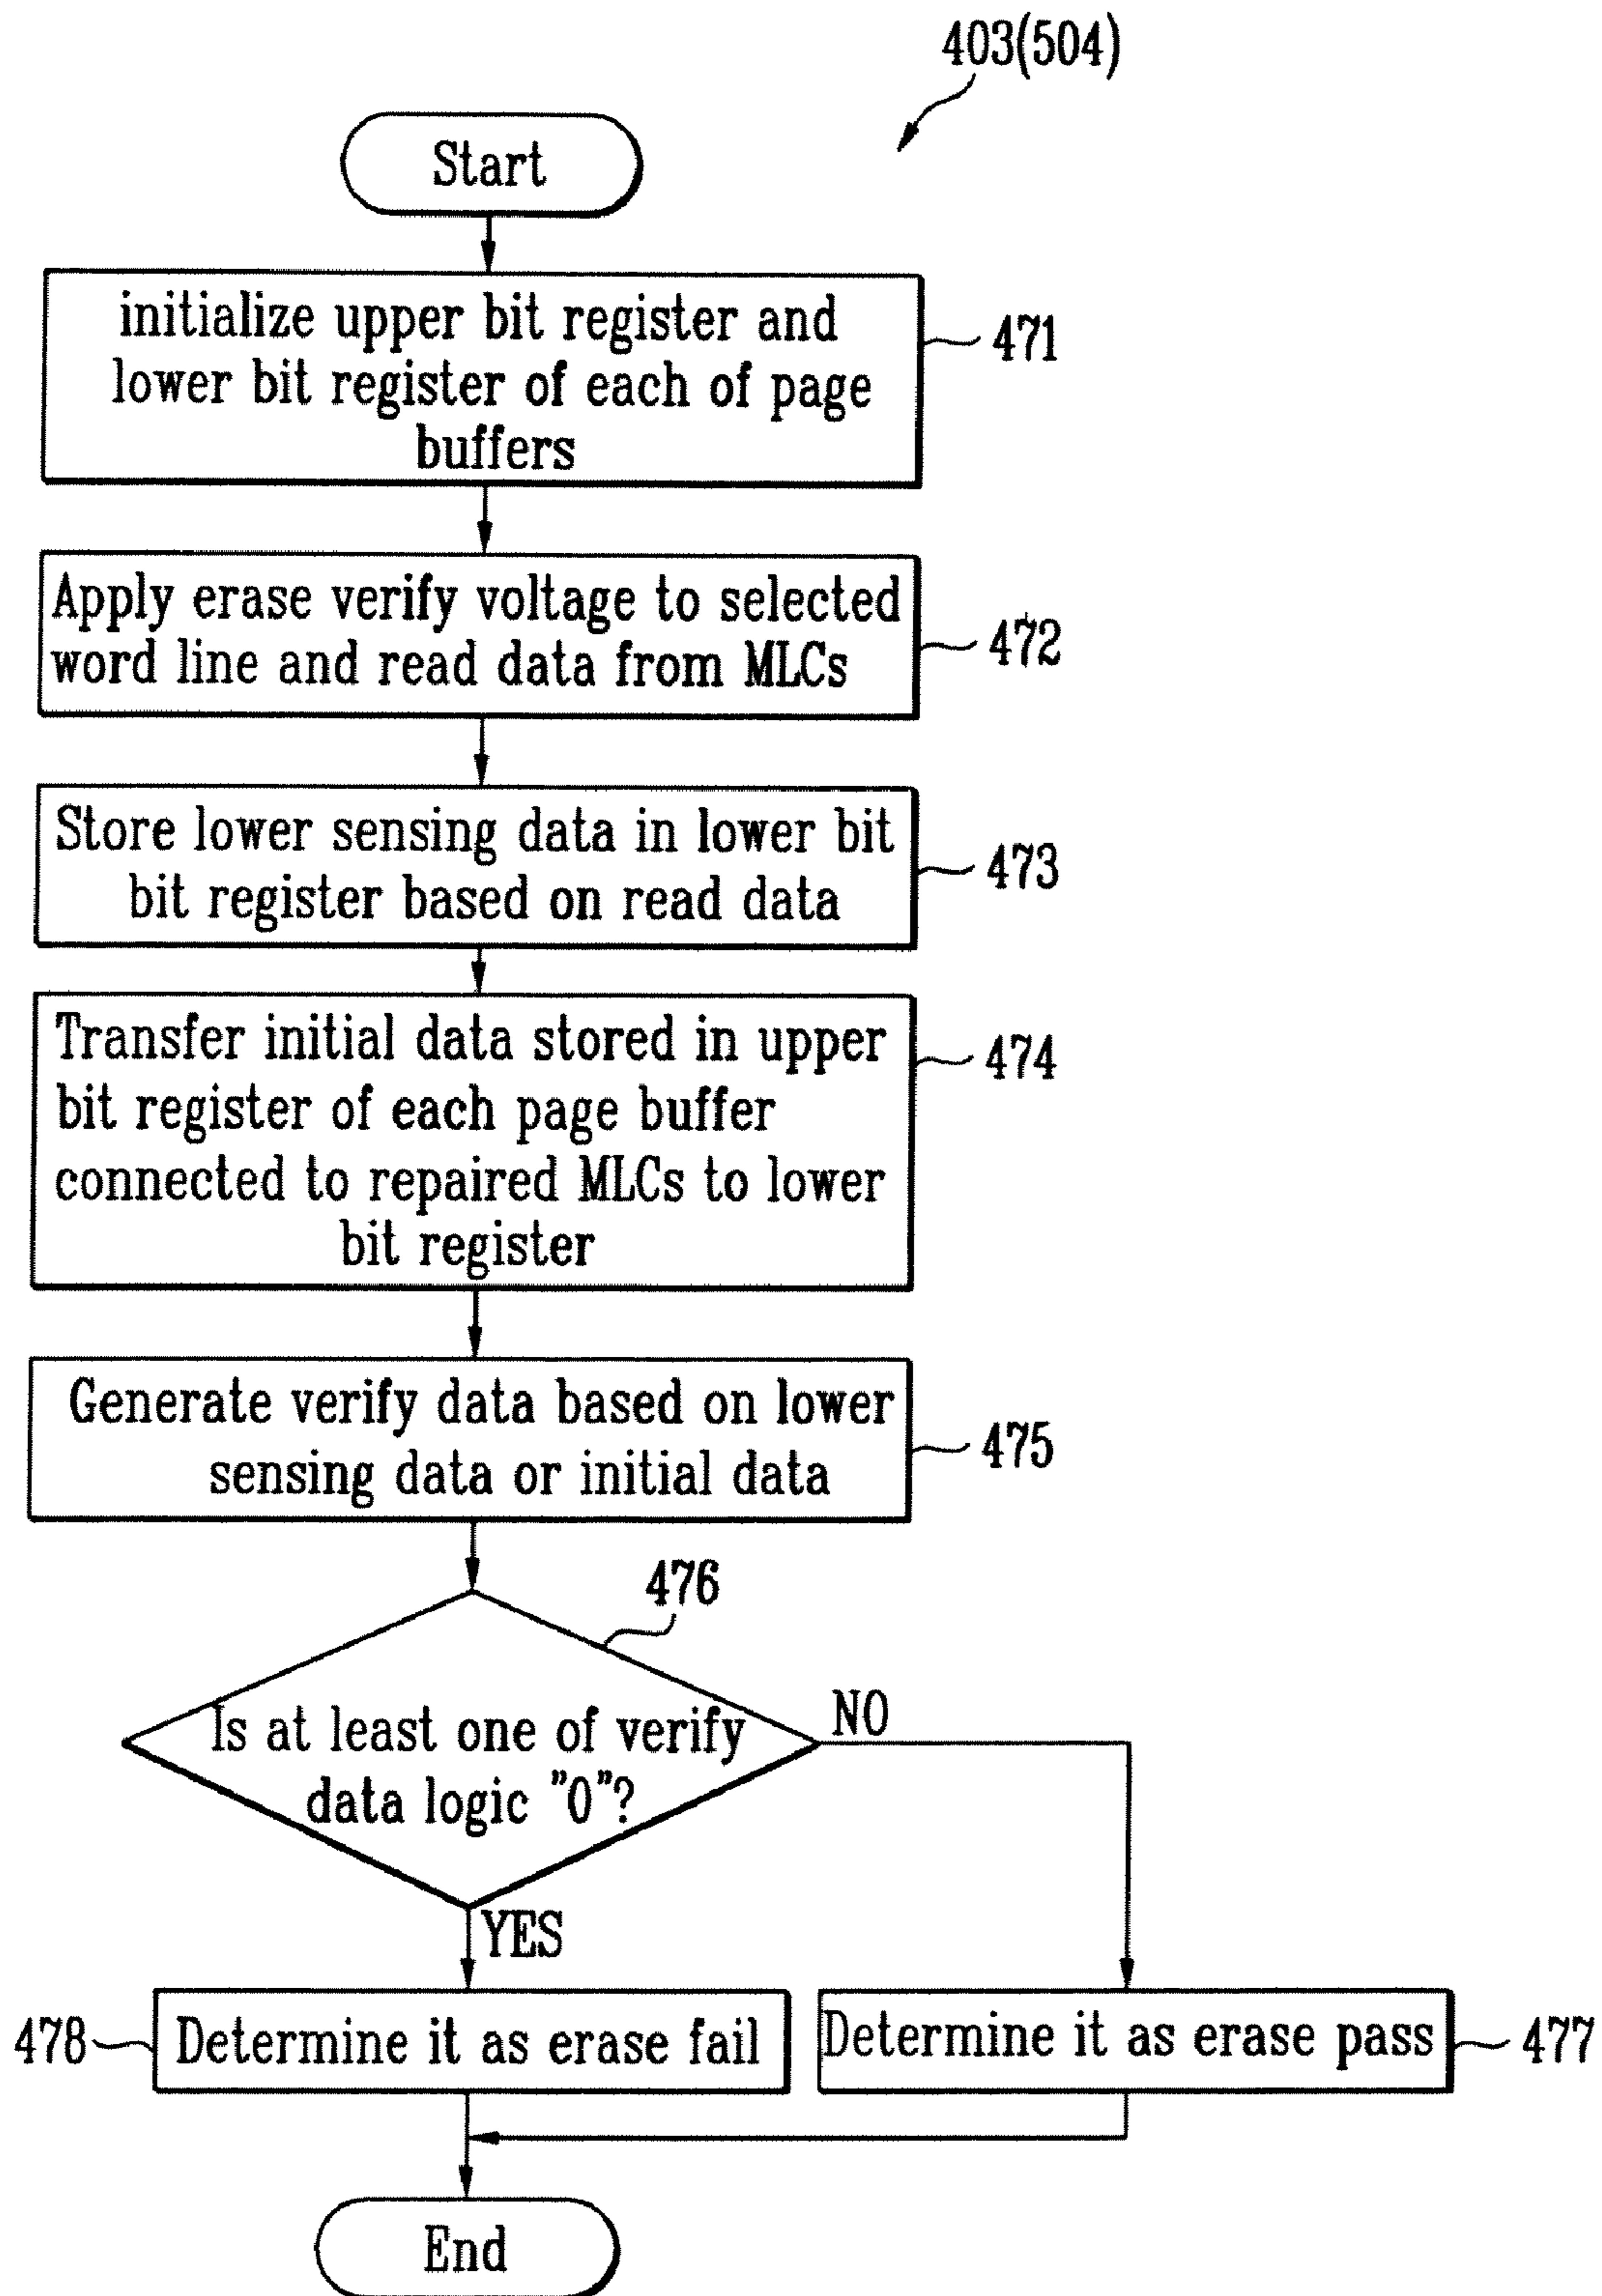 403(504)
Start
initialize upper bit register and
lower bit register of each of page
buffers
471
Apply erase verify voltage to selected
word line and read data from MLCs
472
Store lower sensing data in lower bit
bit register based on read data
473
Transfer initial data stored in upper
bit register of each page buffer
connected to repaired MLCs to lower
bit register
474
Generate verify data based on lower
sensing data or initial data
475
476
Is at least one of verify
data logic "0"?
NO
YES
478
Determine it as erase fail
Determine it as erase pass
477
End